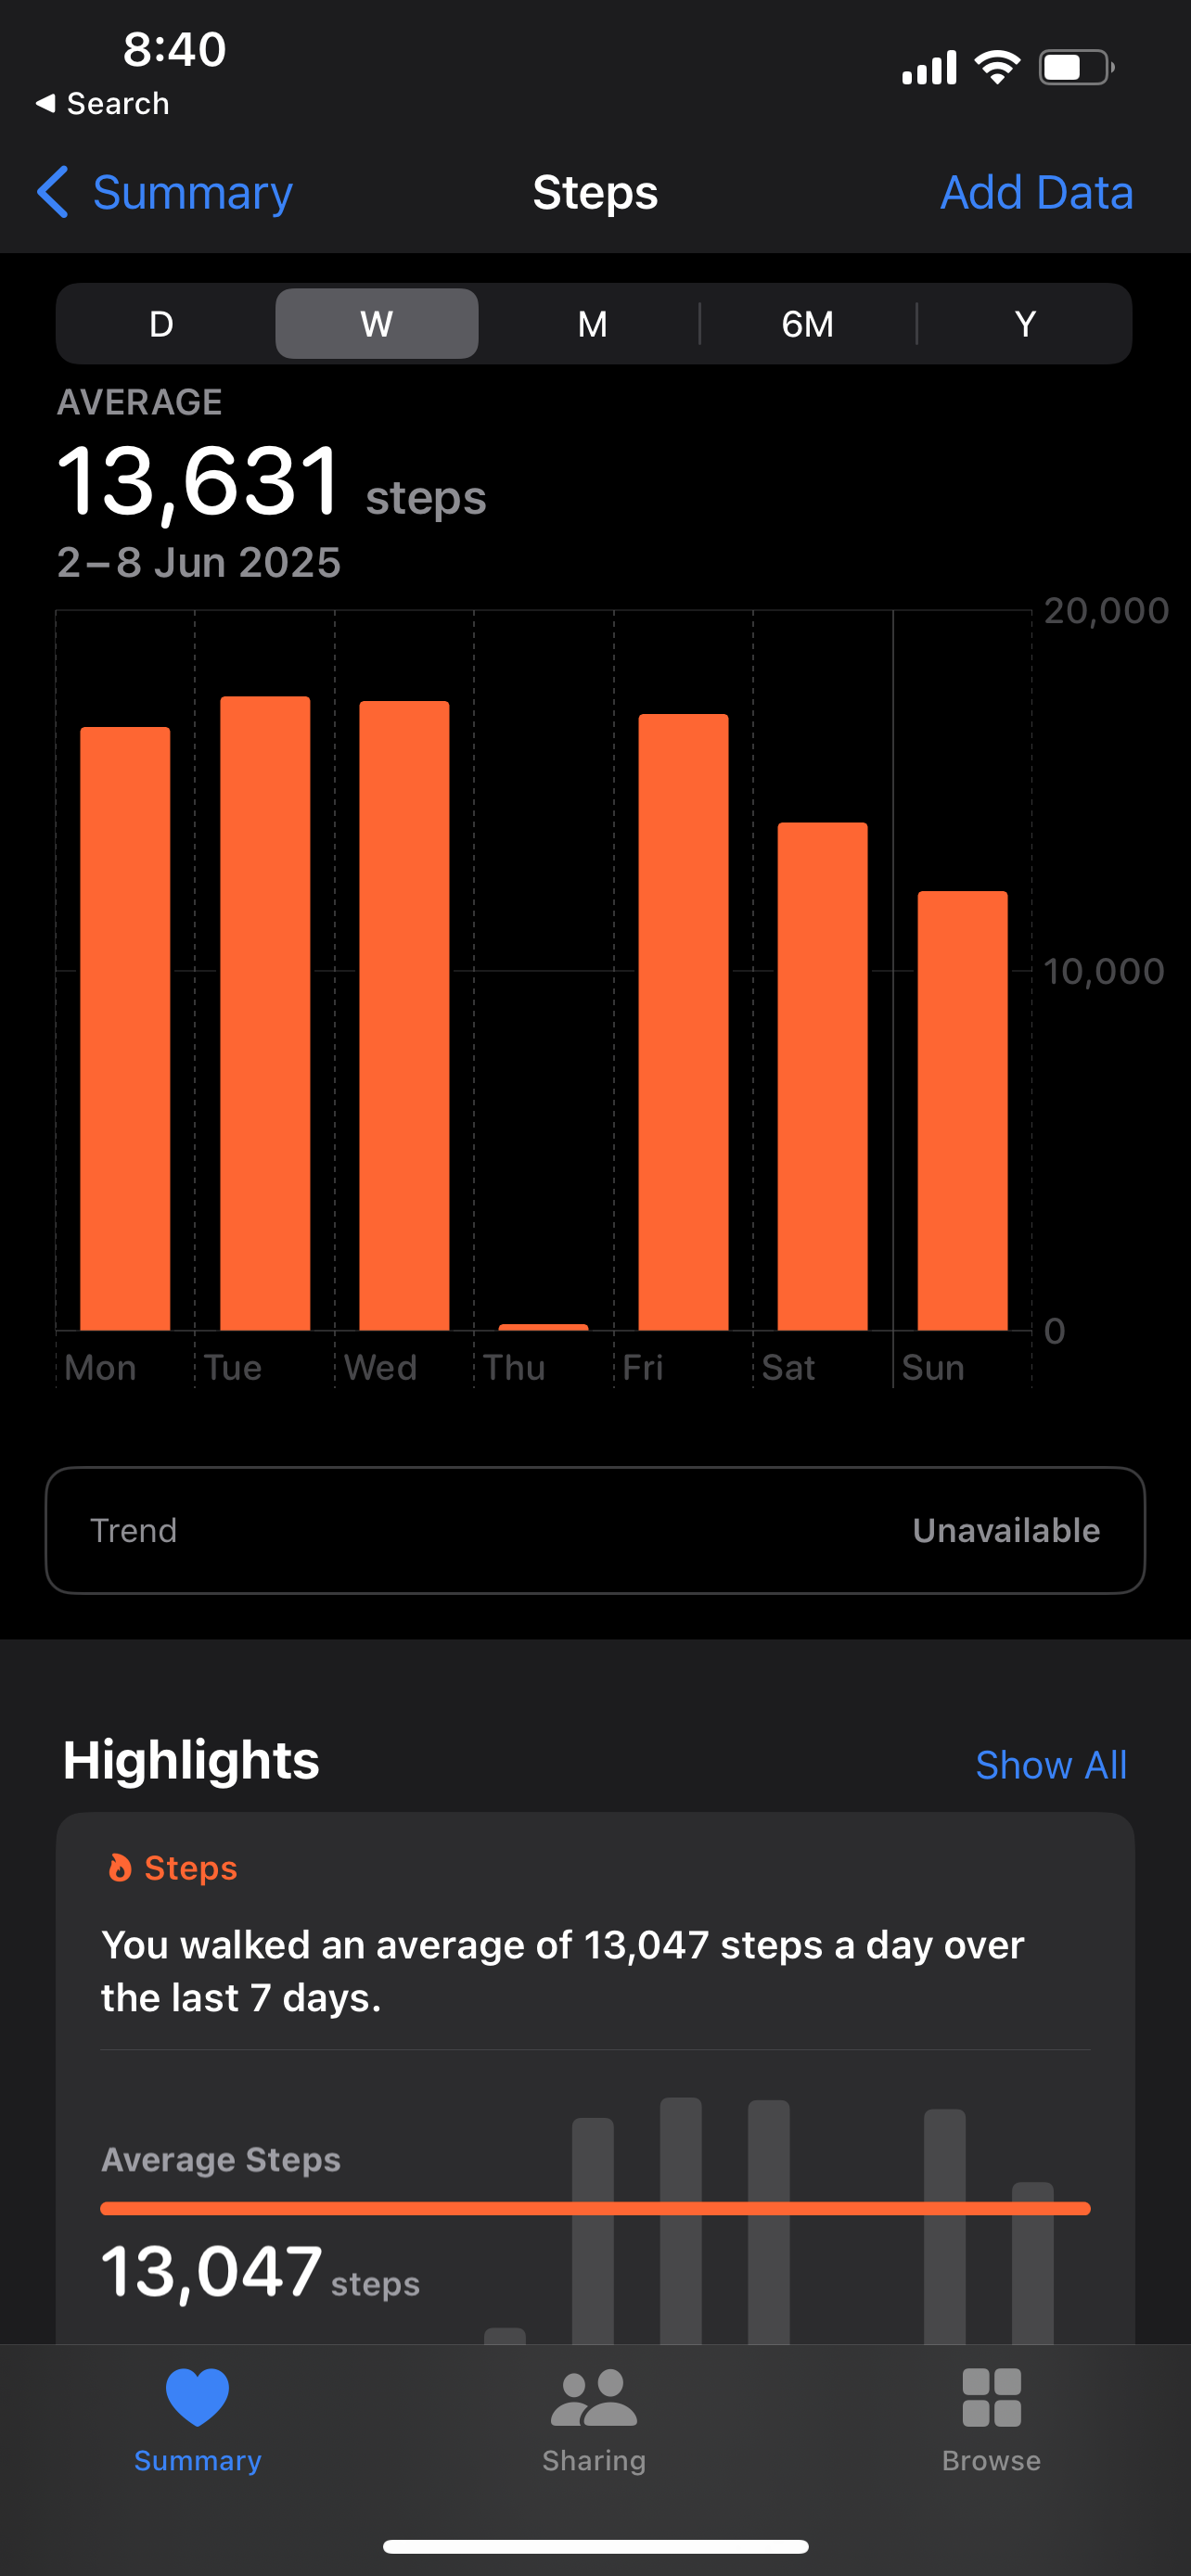 8:40
◀ Search
Summary
Steps
Add Data
D W M 6M Y
AVERAGE
13,631 steps
2–8 Jun 2025
20,000
10,000
0
Mon Tue Wed Thu Fri Sat Sun
Trend
Unavailable
Highlights
Show All
Steps
You walked an average of 13,047 steps a day over
the last 7 days.
Average Steps
13,047 steps
Summary
Sharing
Browse